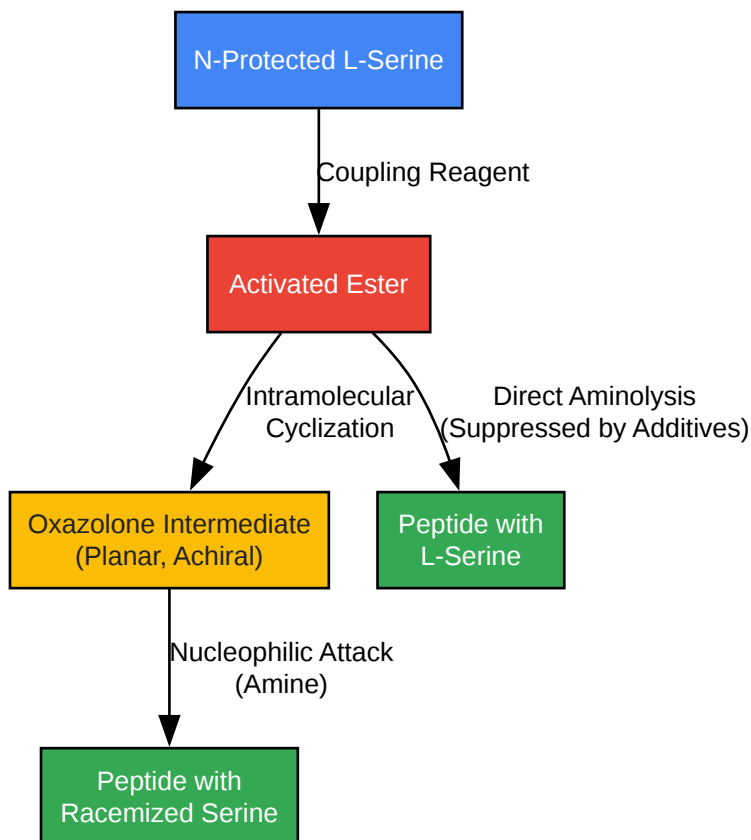 N-Protected L-Serine
Coupling Reagent
Activated Ester
Intramolecular
Cyclization
Direct Aminolysis
(Suppressed by Additives)
Oxazolone Intermediate
(Planar, Achiral)
Peptide with
L-Serine
Nucleophilic Attack
(Amine)
Peptide with
Racemized Serine